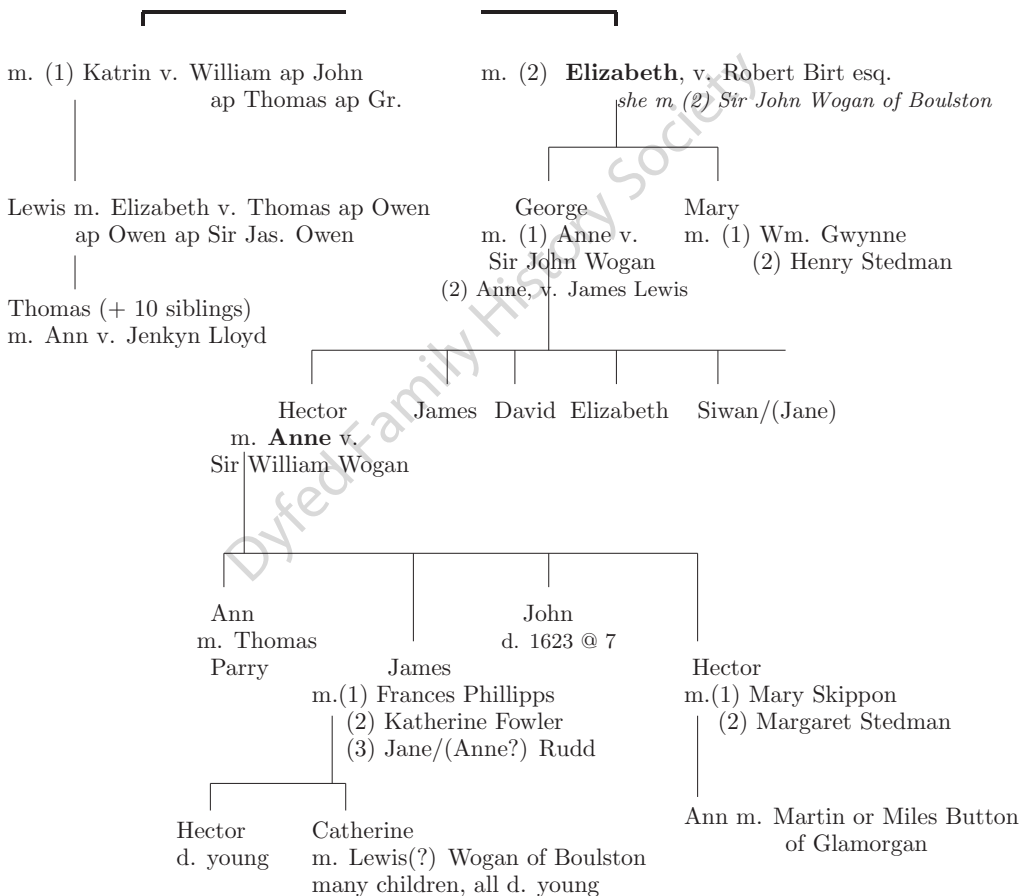 m. (1) Katrin v. William ap John
ap Thomas ap Gr.
m. (2) Elizabeth, v. Robert Birt esq.
she m (2) Sir John Wogan of Boulston
Lewis m. Elizabeth v. Thomas ap Owen
ap Owen ap Sir Jas. Owen
George
m. (1) Anne v.
Sir John Wogan
(2) Anne, v. James Lewis
Mary
m. (1) Wm. Gwynne
(2) Henry Stedman
Thomas (+ 10 siblings)
m. Ann v. Jenkyn Lloyd
Hector
m. Anne v.
Sir William Wogan
James
David
Elizabeth
Siwan/(Jane)
Ann
m. Thomas
Parry
James
m.(1) Frances Phillipps
(2) Katherine Fowler
(3) Jane/(Anne?) Rudd
John
d. 1623 @ 7
Hector
m.(1) Mary Skippon
(2) Margaret Stedman
Hector
d. young
Catherine
m. Lewis(?) Wogan of Boulston
many children, all d. young
Ann m. Martin or Miles Button
of Glamorgan
Dyfed Family History Society